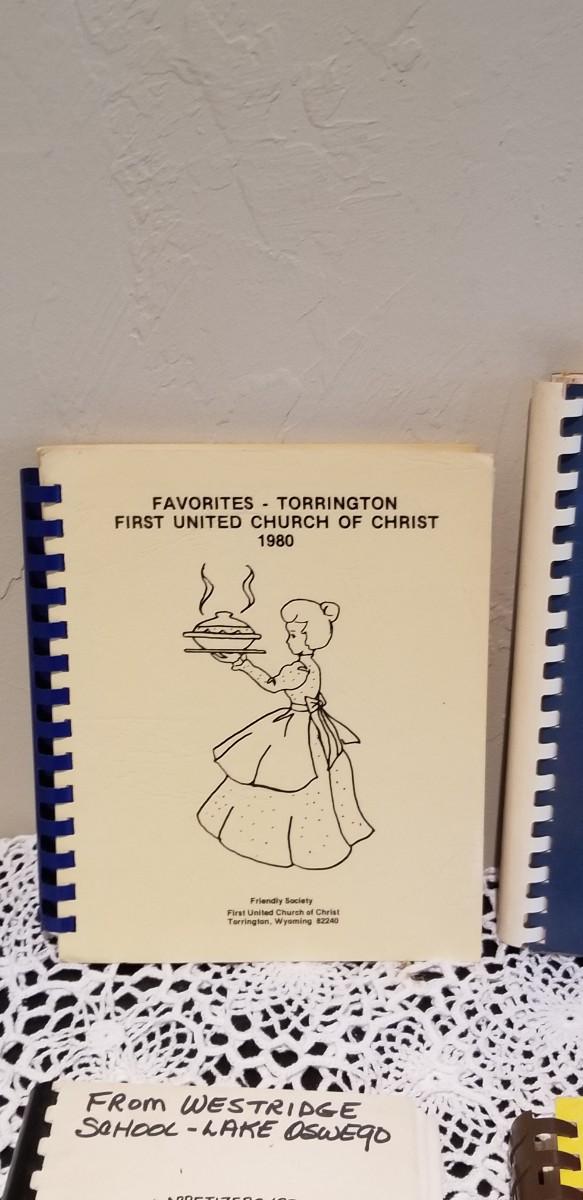 FAVORITES - TORRINGTON
FIRST UNITED CHURCH OF CHRIST
1980
Friendly Society
First United Church of Christ
Torrington, Wyoming 82240
FROM WESTRIDGE
SCHOOL - LAKE OSWEGO